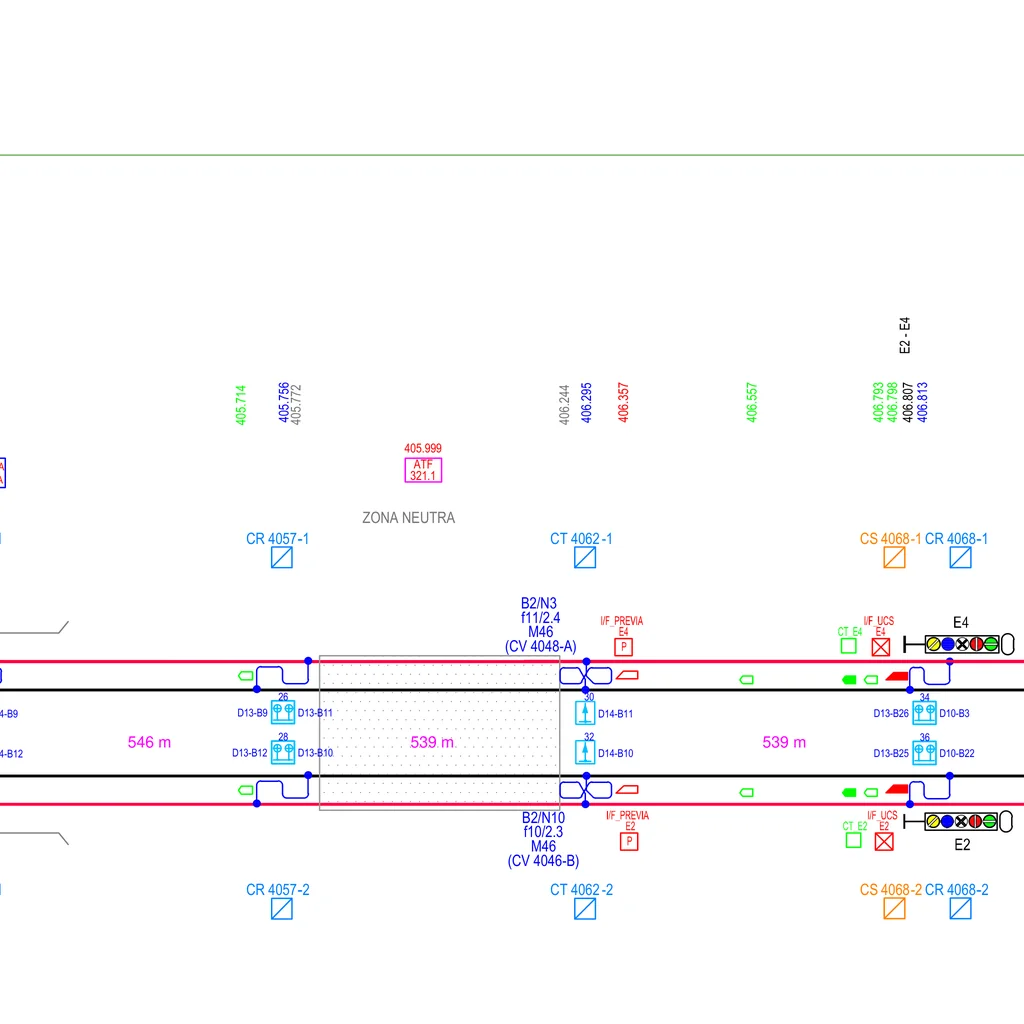 E2 - E4
405.714
405.756
405.772
406.244
406.295
406.357
406.557
406.793
406.798
406.807
406.813
405.999
ATF
321.1
A
A
ZONA NEUTRA
CR 4057-1
CT 4062-1
CS 4068-1
CR 4068-1
B2/N3
f11/2.4
M46
(CV 4048-A)
I/F_PREVIA
E4
P
CT_E4
I/F_UCS
E4
E4
4-B9
D13-B9
26
D13-B11
30
D14-B11
D13-B26
34
D10-B3
546 m
539 m
539 m
4-B12
D13-B12
28
D13-B10
32
D14-B10
D13-B25
36
D10-B22
B2/N10
f10/2.3
M46
(CV 4046-B)
I/F_PREVIA
E2
P
CT_E2
I/F_UCS
E2
E2
CR 4057-2
CT 4062-2
CS 4068-2
CR 4068-2